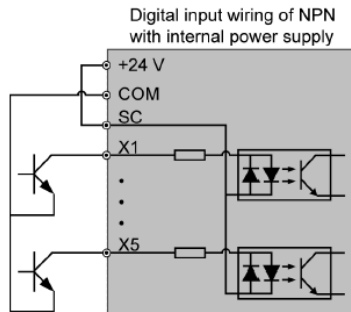 Digital input wiring of NPN
with internal power supply
+24 V
COM
SC
X1
X5